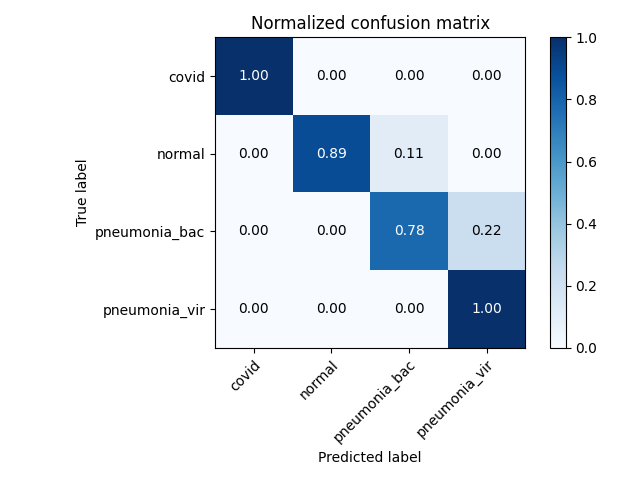 Normalized confusion matrix
True label
covid 1.00 0.00 0.00 0.00
normal 0.00 0.89 0.11 0.00
pneumonia_bac 0.00 0.00 0.78 0.22
pneumonia_vir 0.00 0.00 0.00 1.00
covid normal pneumonia_bac pneumonia_vir
Predicted label
1.0
0.8
0.6
0.4
0.2
0.0